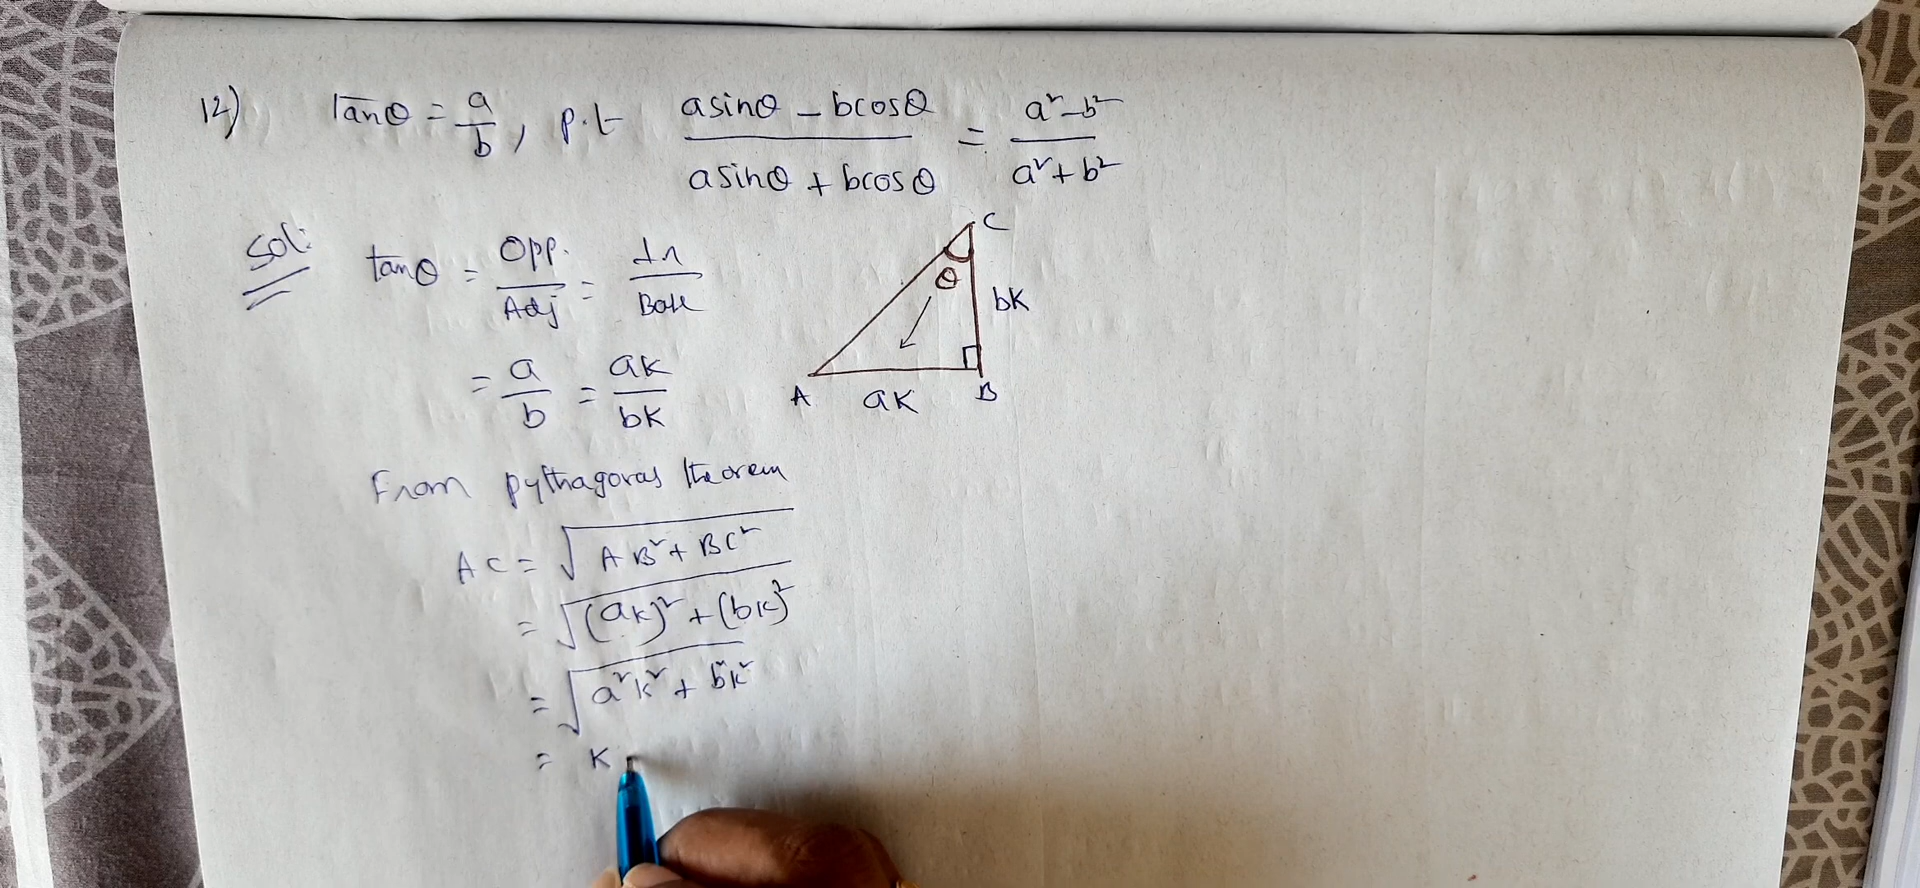 12) Tanθ = a/b, p.t (asinθ - bcosθ)/(asinθ + bcosθ) = (a² - b²)/(a² + b²)
Sol: tanθ = Opp./Adj =
= a/b = ak/bk
C
θ
bk
A ak B
From pythagoras theorem
AC = √(AB² + BC²)
= √((ak)² + (bk)²)
= √(a²k² + b²k²)
= k